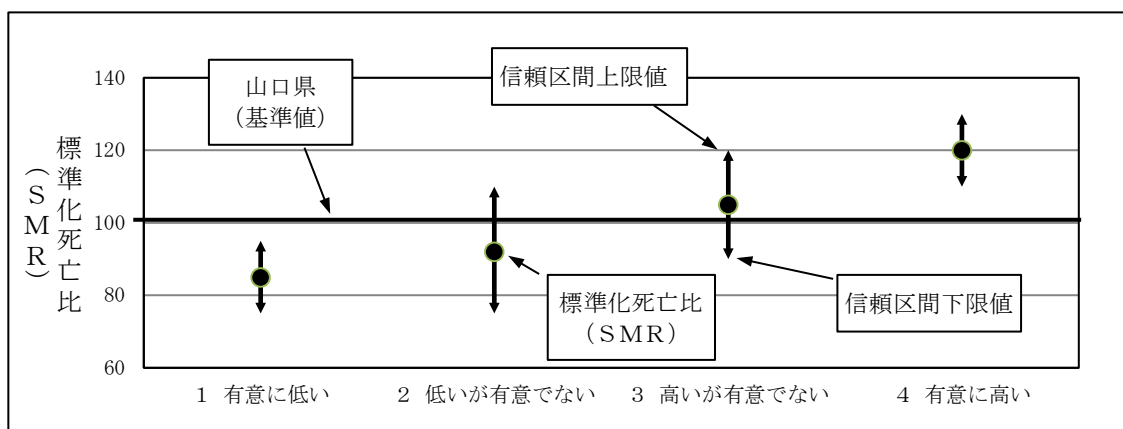 標準化死亡比
(SMR)
140
120
100
80
60
山口県
(基準値)
信頼区間上限値
標準化死亡比
(SMR)
信頼区間下限値
1 有意に低い
2 低いが有意でない
3 高いが有意でない
4 有意に高い